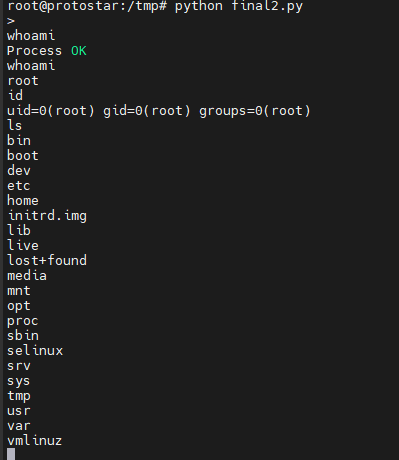 root@protostar:/tmp# python final2.py
>
whoami
Process OK
whoami
root
id
uid=0(root) gid=0(root) groups=0(root)
ls
bin
boot
dev
etc
home
initrd.img
lib
live
lost+found
media
mnt
opt
proc
sbin
selinux
srv
sys
tmp
usr
var
vmlinuz